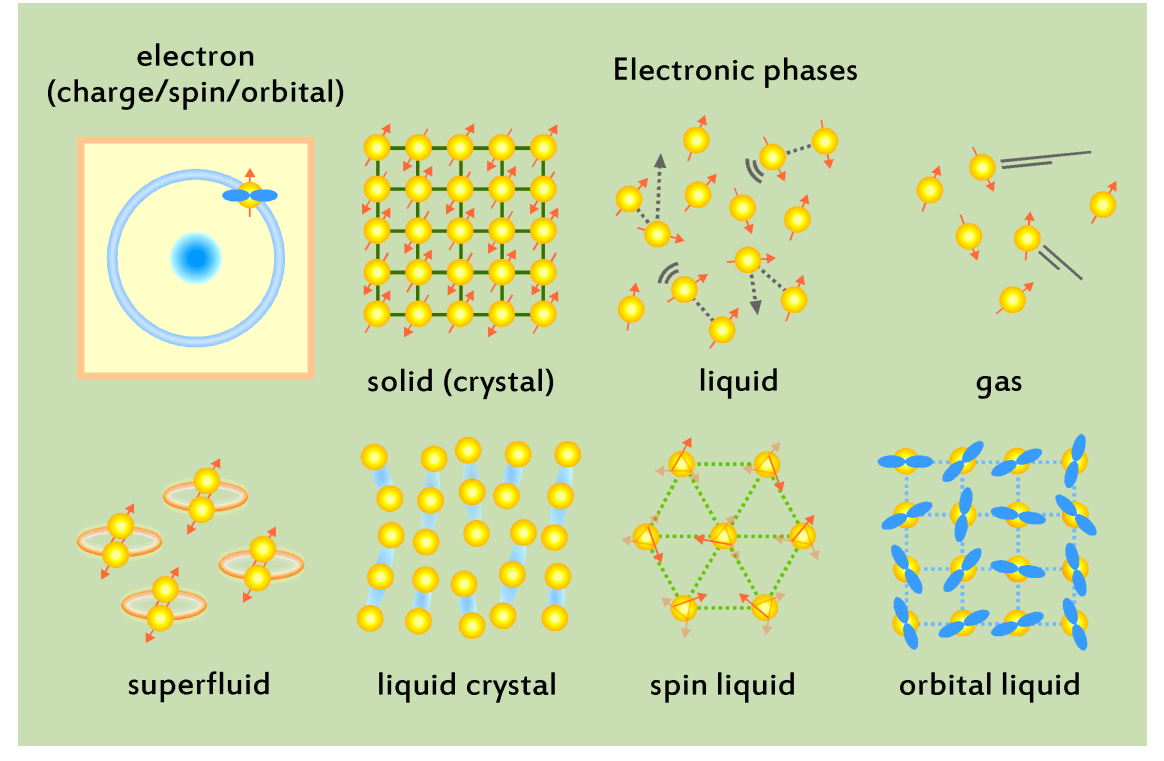 electron
(charge/spin/orbital)
Electronic phases
solid (crystal)
liquid
gas
superfluid
liquid crystal
spin liquid
orbital liquid